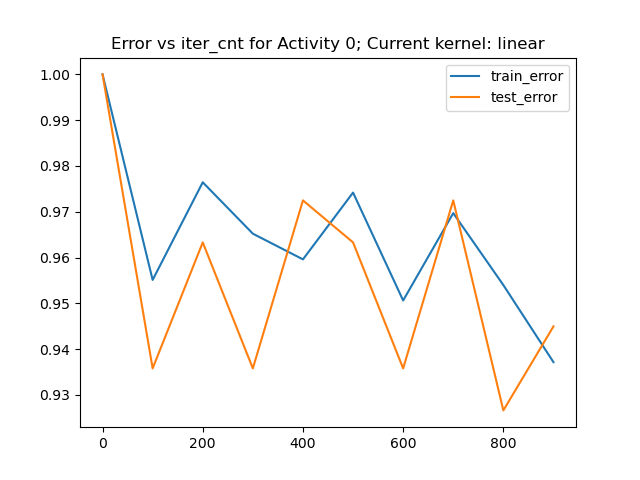 Error vs iter_cnt for Activity 0; Current kernel: linear
train_error
test_error
1.00
0.99
0.98
0.97
0.96
0.95
0.94
0.93
0 200 400 600 800